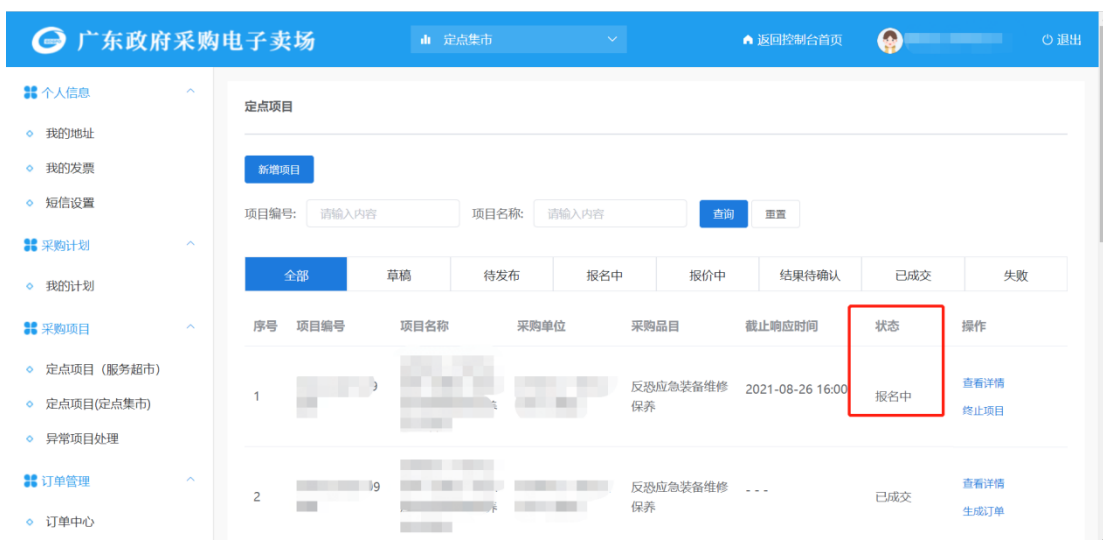 广东政府采购电子卖场
定点集市
返回控制台首页
退出
个人信息
我的地址
我的发票
短信设置
采购计划
我的计划
采购项目
定点项目（服务超市）
定点项目(定点集市)
异常项目处理
订单管理
订单中心
定点项目
新增项目
项目编号: 请输入内容 项目名称: 请输入内容 查询 重置
全部 草稿 待发布 报名中 报价中 结果待确认 已成交 失败
序号 项目编号 项目名称 采购单位 采购品目 截止响应时间 状态 操作
1 9 反恐应急装备维修 2021-08-26 16:00 报名中 查看详情
保养 终止项目
2 99 反恐应急装备维修 - - - 已成交 查看详情
保养 生成订单